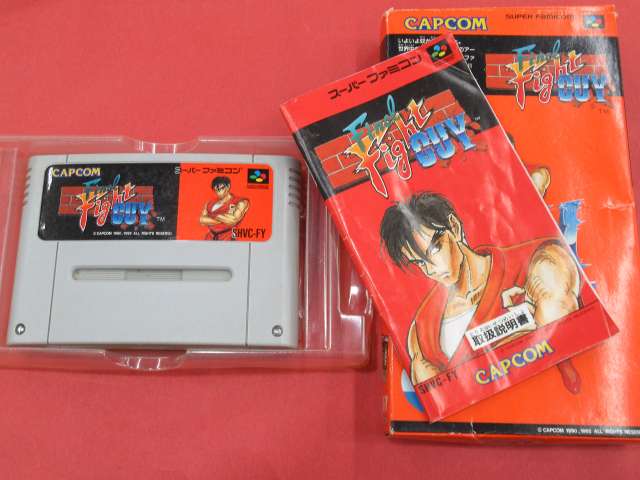 CAPCOM
スーパーファミコン
Final
Fight
GUY
TM
© CAPCOM 1990, 1992 ALL RIGHTS RESERVED
SHVC-FY
スーパーファミコン
Final
Fight
GUY
取扱説明書
SHVC-FY
CAPCOM
CAPCOM
SUPER FAMICOM
Final
Fight
GUY
© CAPCOM 1990, 1992 ALL RIGHTS RESERVED